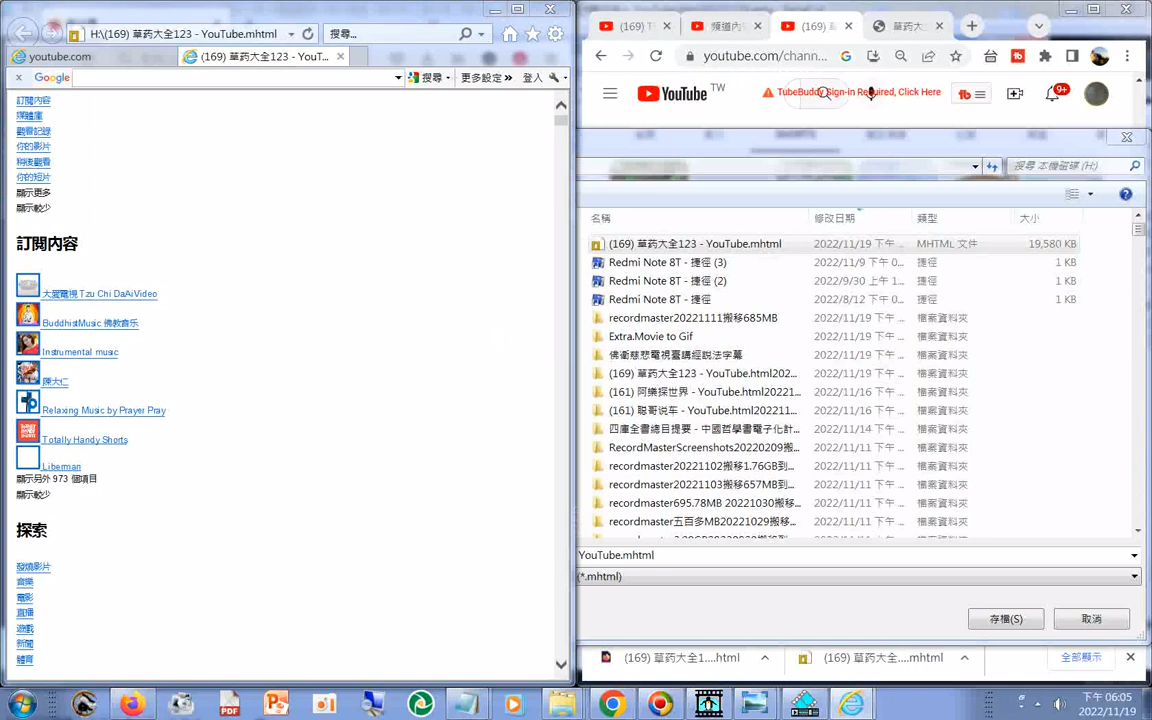 H:\(169) 草药大全123 - YouTube.mhtml
搜尋...
youtube.com
(169) 草药大全123 - YouT...
Google
搜尋
更多設定 »
登入
訂閱內容
媒體庫
觀看記錄
你的影片
稍後觀看
你的短片
顯示更多
顯示較少
訂閱內容
大愛電視 Tzu Chi DaAiVideo
BuddhistMusic 佛教音乐
Instrumental music
陳大仁
Relaxing Music by Prayer Pray
Totally Handy Shorts
Liberman
顯示另外 973 個項目
顯示較少
探索
發燒影片
音樂
電影
直播
遊戲
新聞
體育
(169)
頻道內
(169)
草药大
youtube.com/chann...
YouTube TW
TubeBuddy Sign-in Required, Click Here
9+
搜尋 本機磁碟 (H:)
名稱 修改日期 類型 大小
(169) 草药大全123 - YouTube.mhtml 2022/11/19 下午 ... MHTML 文件 19,580 KB
Redmi Note 8T - 捷徑 (3) 2022/11/9 下午 0... 捷徑 1 KB
Redmi Note 8T - 捷徑 (2) 2022/9/30 上午 1... 捷徑 1 KB
Redmi Note 8T - 捷徑 2022/8/12 下午 0... 捷徑 1 KB
recordmaster20221111搬移685MB 2022/11/19 下午 ... 檔案資料夾
Extra.Movie to Gif 2022/11/19 下午 ... 檔案資料夾
佛衛慈悲電視臺講經説法字幕 2022/11/19 下午 ... 檔案資料夾
(169) 草药大全123 - YouTube.html202... 2022/11/19 下午 ... 檔案資料夾
(161) 阿樂探世界 - YouTube.html20221... 2022/11/16 下午 ... 檔案資料夾
(161) 聪哥说车 - YouTube.html202211... 2022/11/16 下午 ... 檔案資料夾
四庫全書總目提要 - 中國哲學書電子化計... 2022/11/14 下午 ... 檔案資料夾
RecordMasterScreenshots20220209搬... 2022/11/11 下午 ... 檔案資料夾
recordmaster20221102搬移1.76GB到... 2022/11/11 下午 ... 檔案資料夾
recordmaster20221103搬移657MB到... 2022/11/11 下午 ... 檔案資料夾
recordmaster695.78MB 20221030搬移... 2022/11/11 下午 ... 檔案資料夾
recordmaster五百多MB20221029搬移... 2022/11/11 下午 ... 檔案資料夾
YouTube.mhtml
(*.mhtml)
存檔(S)
取消
(169) 草药大全1....html
(169) 草药大全....mhtml
全部顯示
下午 06:05
2022/11/19